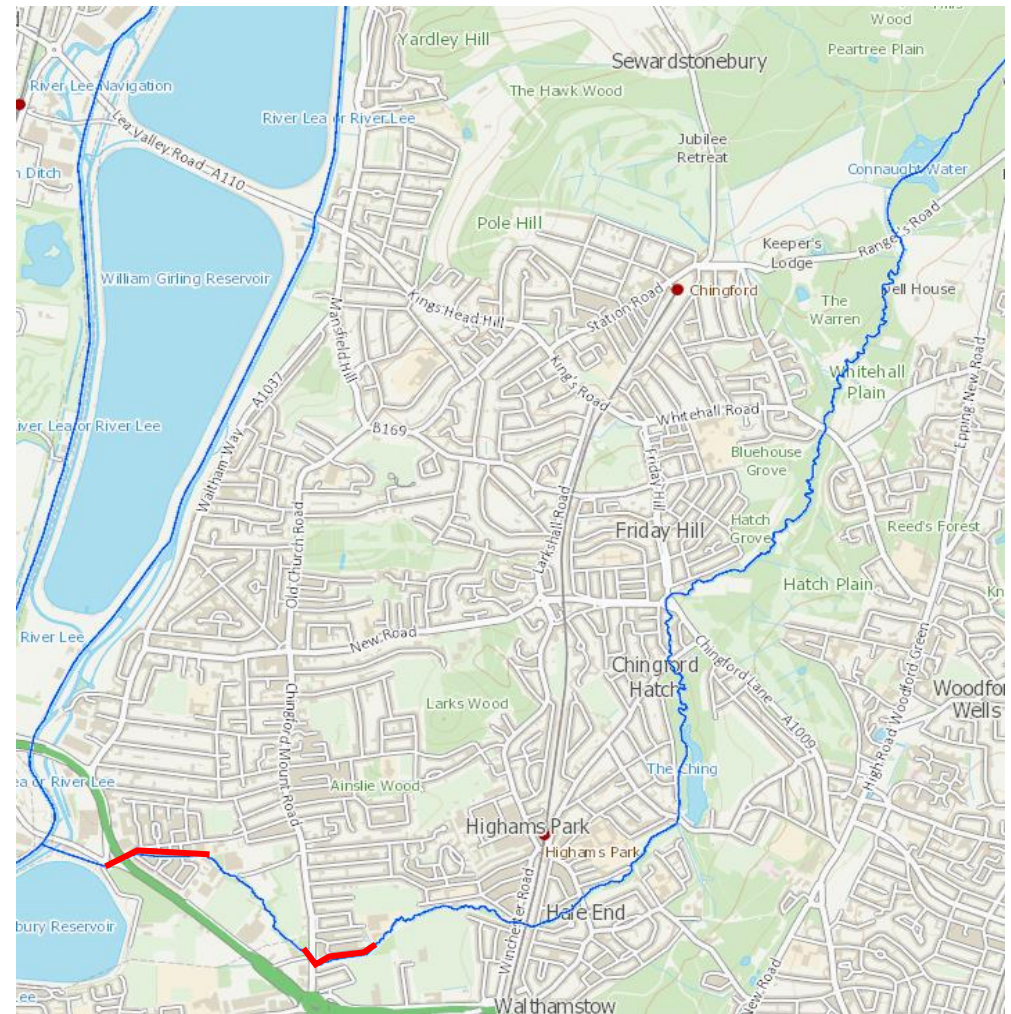 Wood
Peartree Plain
Yardley Hill
Sewardstonebury
River Lee Navigation
The Hawk Wood
River Lea or River Lee
Lea Valley Road A110
Jubilee
Retreat
n Ditch
Connaught Water
Pole Hill
Ranger's Road
Keeper's
Lodge
William Girling Reservoir
Chingford
Dell House
Station Road
Kings Head Hill
The
Warren
Mansfield Hill
King's Road
Epping New Road
Whitehall
Plain
A1037
Whitehall Road
iver Lea or River Lee
B169
Bluehouse
Grove
Friday Hill
Waltham Way
Larkshall Road
Hatch
Grove
Friday Hill
Reed's Forest
Old Church Road
Hatch Plain
Kn
River Lee
New Road
Chingford
Hatch
Chingford Lane A1009
High Road Woodford Green
Woodfor
Wells
Larks Wood
Chingford Mount Road
The Ching
ea or River Lee
Ainslie Wood
Highams Park
Highams Park
Winchester Road
Hale End
bury Reservoir
New Road
Lee
Walthamstow